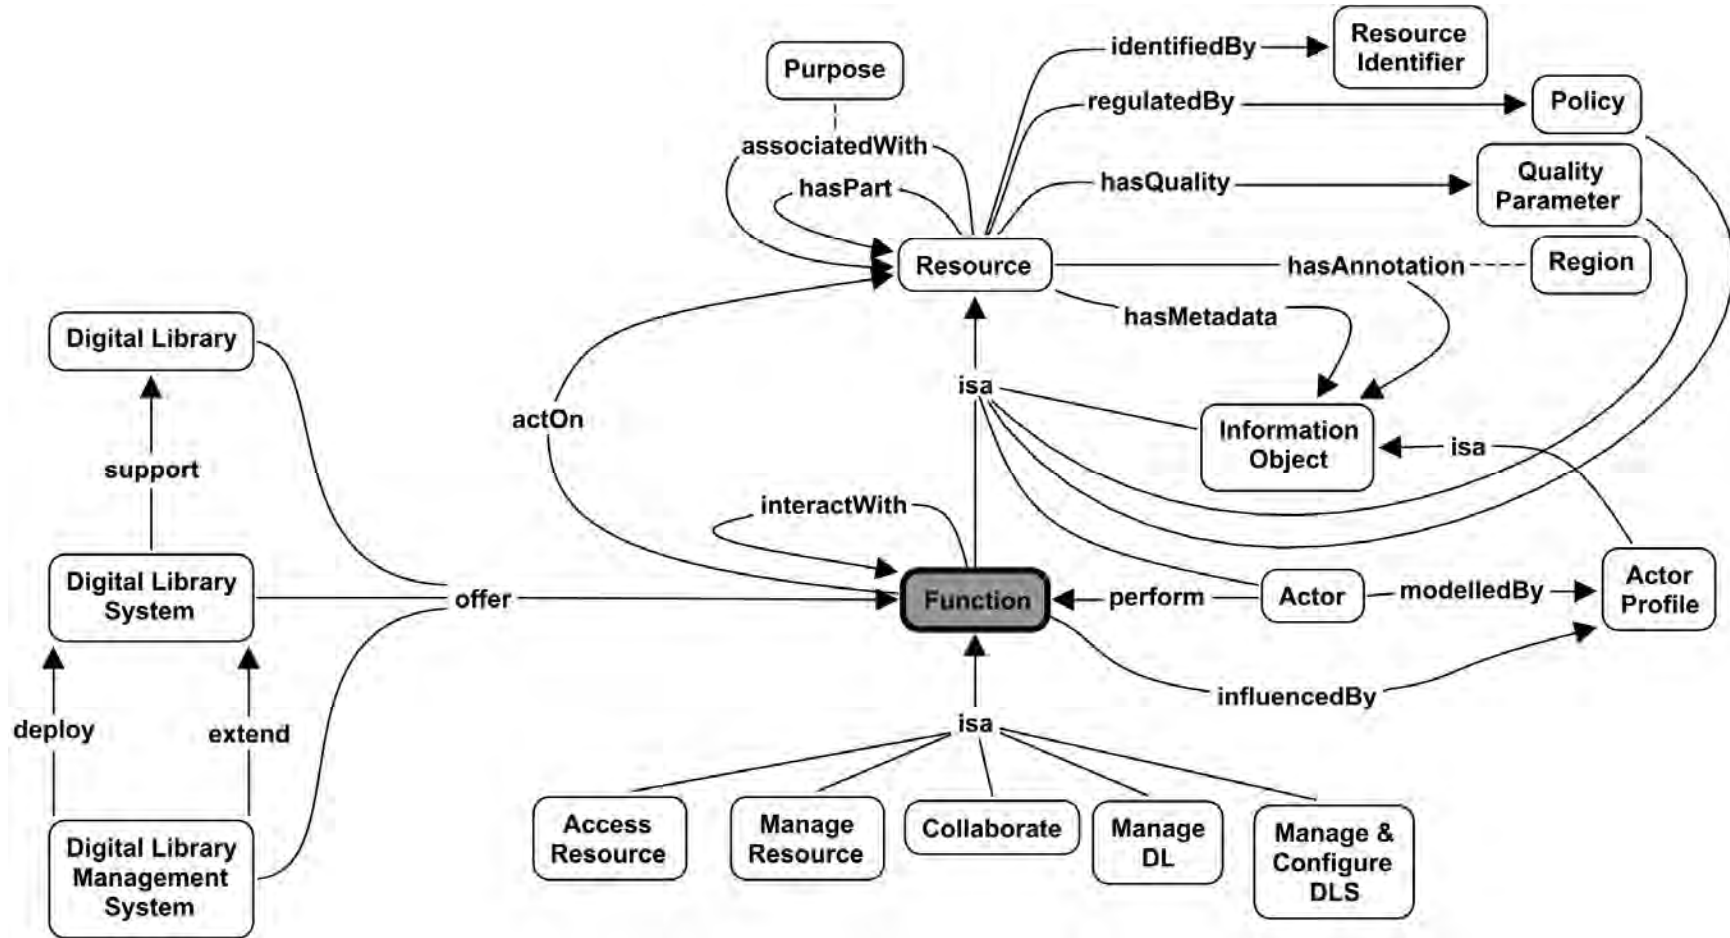 identifiedBy
Resource
Identifier
Purpose
regulatedBy
Policy
associatedWith
hasPart
hasQuality
Quality
Parameter
Resource
hasAnnotation
Region
hasMetadata
Digital Library
isa
actOn
Information
Object
isa
support
interactWith
Digital Library
System
offer
Function
perform
Actor
modelledBy
Actor
Profile
influencedBy
deploy
extend
isa
Access
Resource
Manage
Resource
Collaborate
Manage
DL
Manage &
Configure
DLS
Digital Library
Management
System